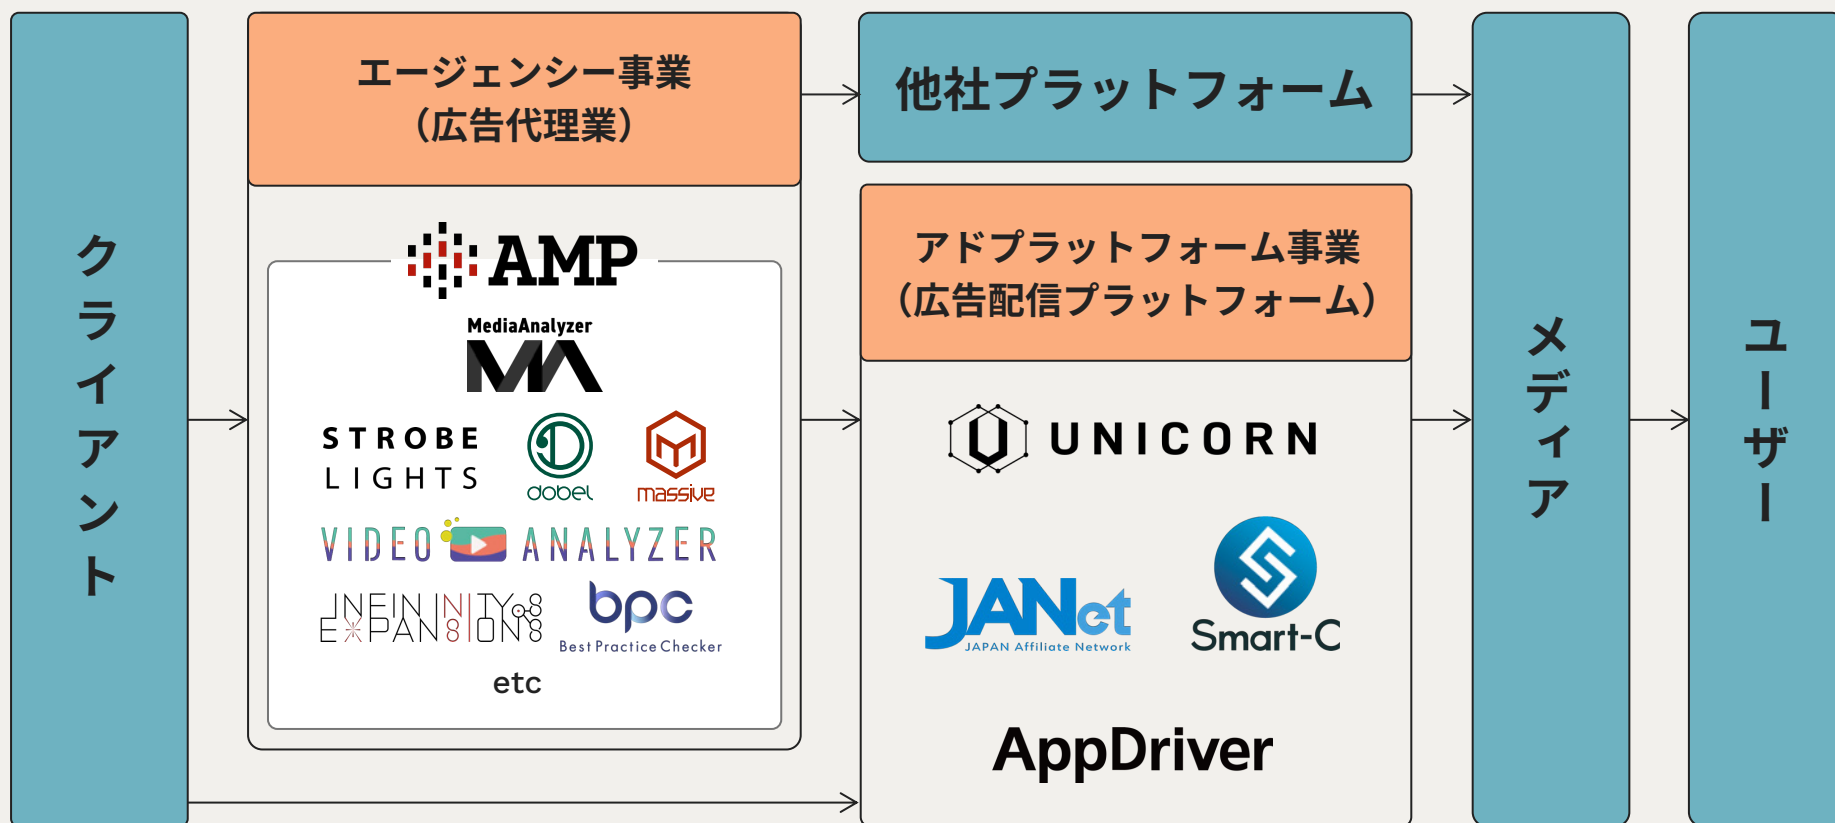 クライアント
エージェンシー事業
（広告代理業）
AMP
MediaAnalyzer
MA
STROBE
LIGHTS
dobel
massive
VIDEO ANALYZER
INFINITY
EXPANSION
bpc
Best Practice Checker
etc
他社プラットフォーム
アドプラットフォーム事業
（広告配信プラットフォーム）
UNICORN
JANet
JAPAN Affiliate Network
Smart-C
AppDriver
メディア
ユーザー